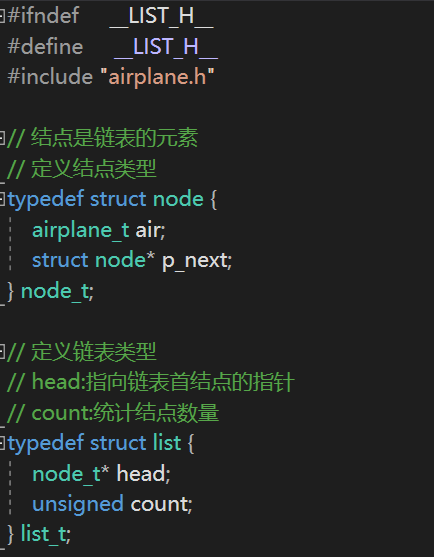 #ifndef __LIST_H__
#define __LIST_H__
#include "airplane.h"
// 结点是链表的元素
// 定义结点类型
typedef struct node {
airplane_t air;
struct node* p_next;
} node_t;
// 定义链表类型
// head:指向链表首结点的指针
// count:统计结点数量
typedef struct list {
node_t* head;
unsigned count;
} list_t;